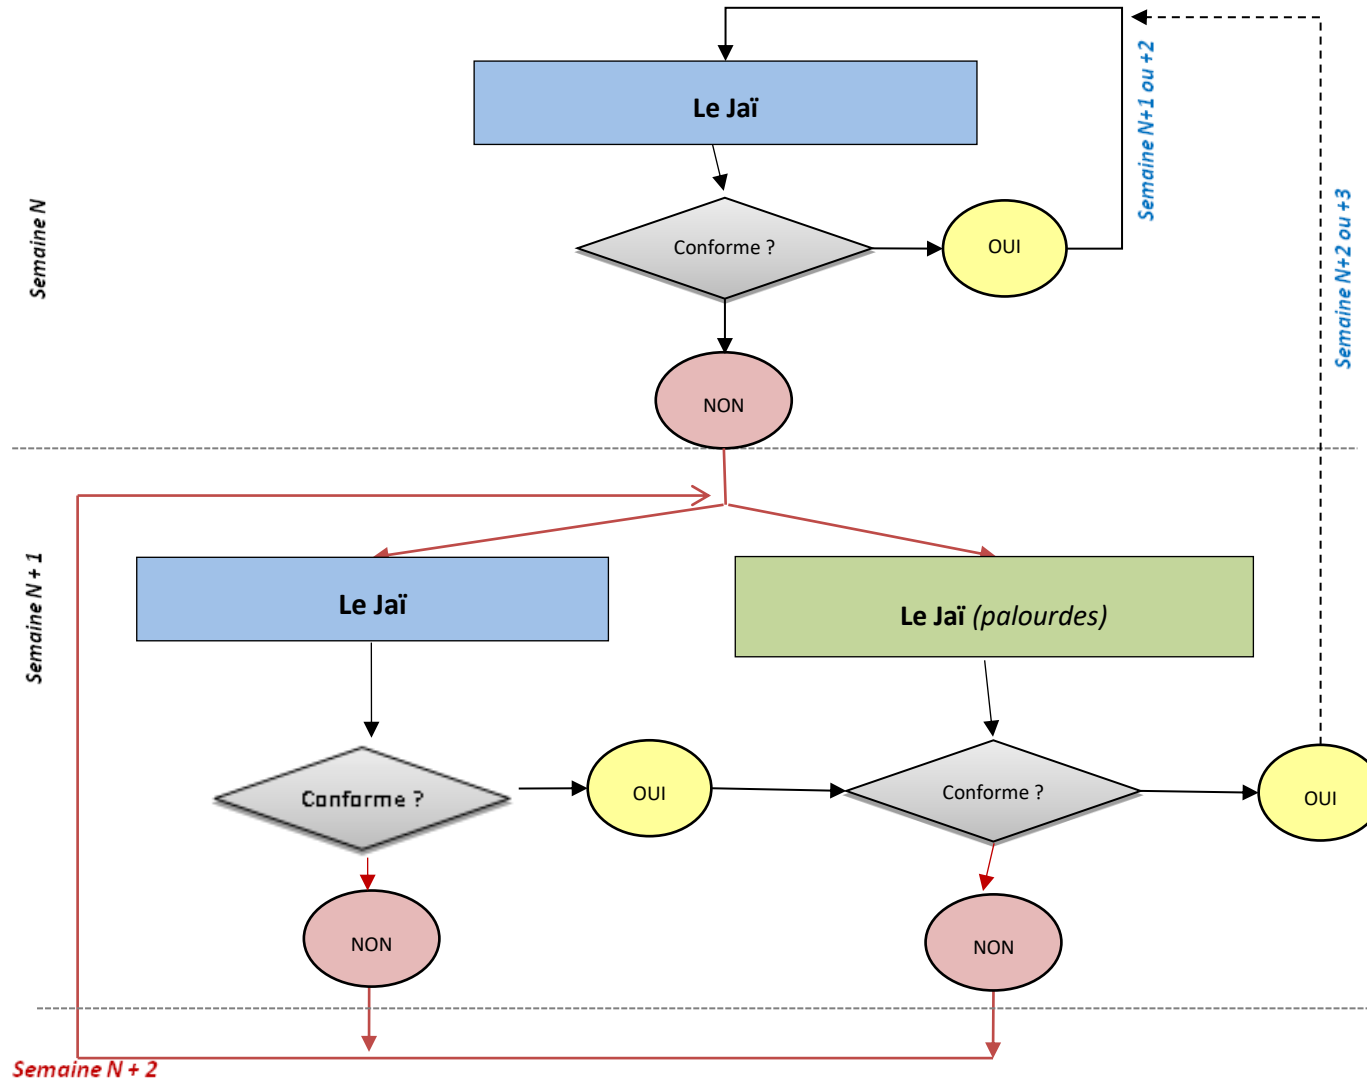 Le Jaï
Semaine N+1 ou +2
Semaine N
Conforme ?
OUI
Semaine N+2 ou +3
NON
Semaine N + 1
Le Jaï
Le Jaï (palourdes)
Conforme ?
OUI
Conforme ?
OUI
NON
NON
Semaine N + 2